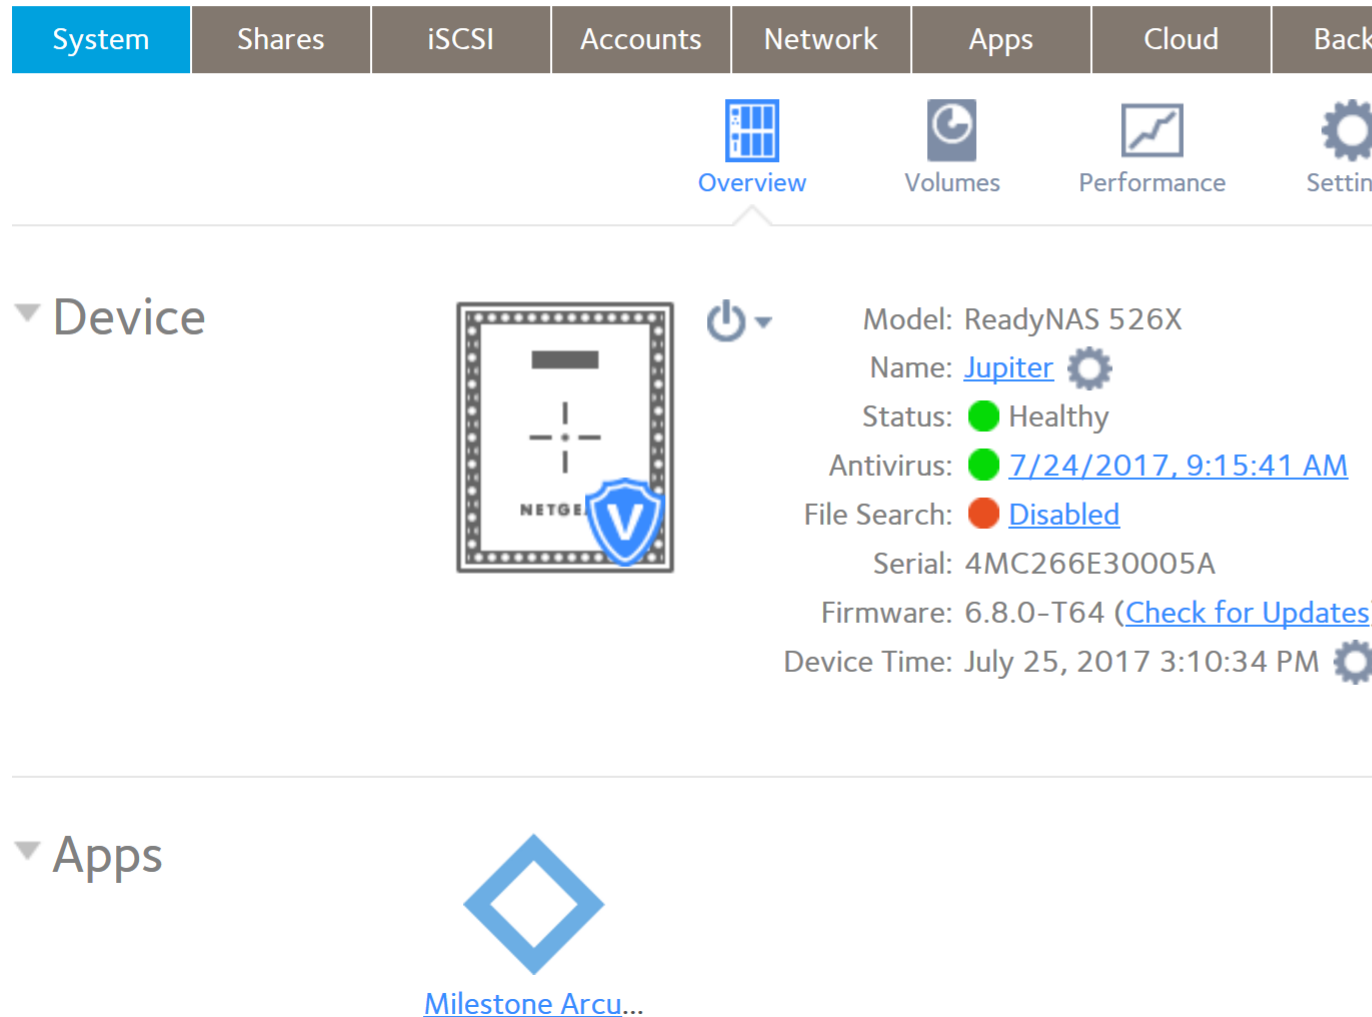 System Shares iSCSI Accounts Network Apps Cloud Back
Overview Volumes Performance Settin
Device
NETGE
Model: ReadyNAS 526X
Name: Jupiter
Status: Healthy
Antivirus: 7/24/2017, 9:15:41 AM
File Search: Disabled
Serial: 4MC266E30005A
Firmware: 6.8.0-T64 (Check for Updates
Device Time: July 25, 2017 3:10:34 PM
Apps
Milestone Arcu...